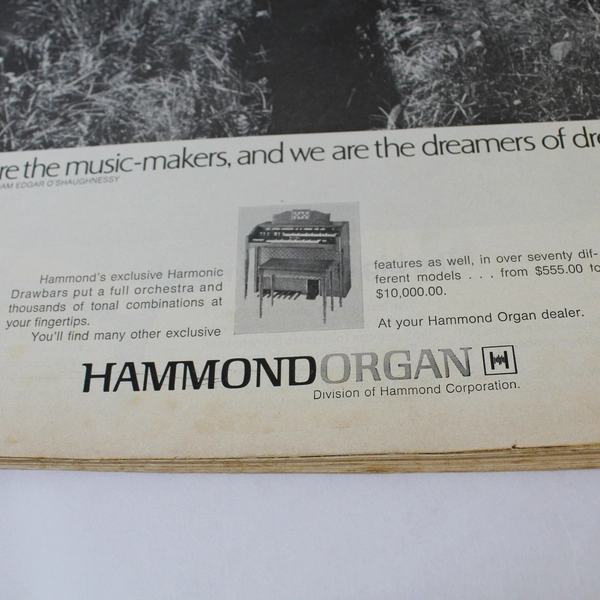 re the music-makers, and we are the dreamers of dre
AM EDGAR O'SHAUGHNESSY
Hammond's exclusive Harmonic
Drawbars put a full orchestra and
thousands of tonal combinations at
your fingertips.
You'll find many other exclusive
features as well, in over seventy dif-
ferent models . . . from $555.00 to
$10,000.00.
At your Hammond Organ dealer.
HAMMONDORGAN
Division of Hammond Corporation.